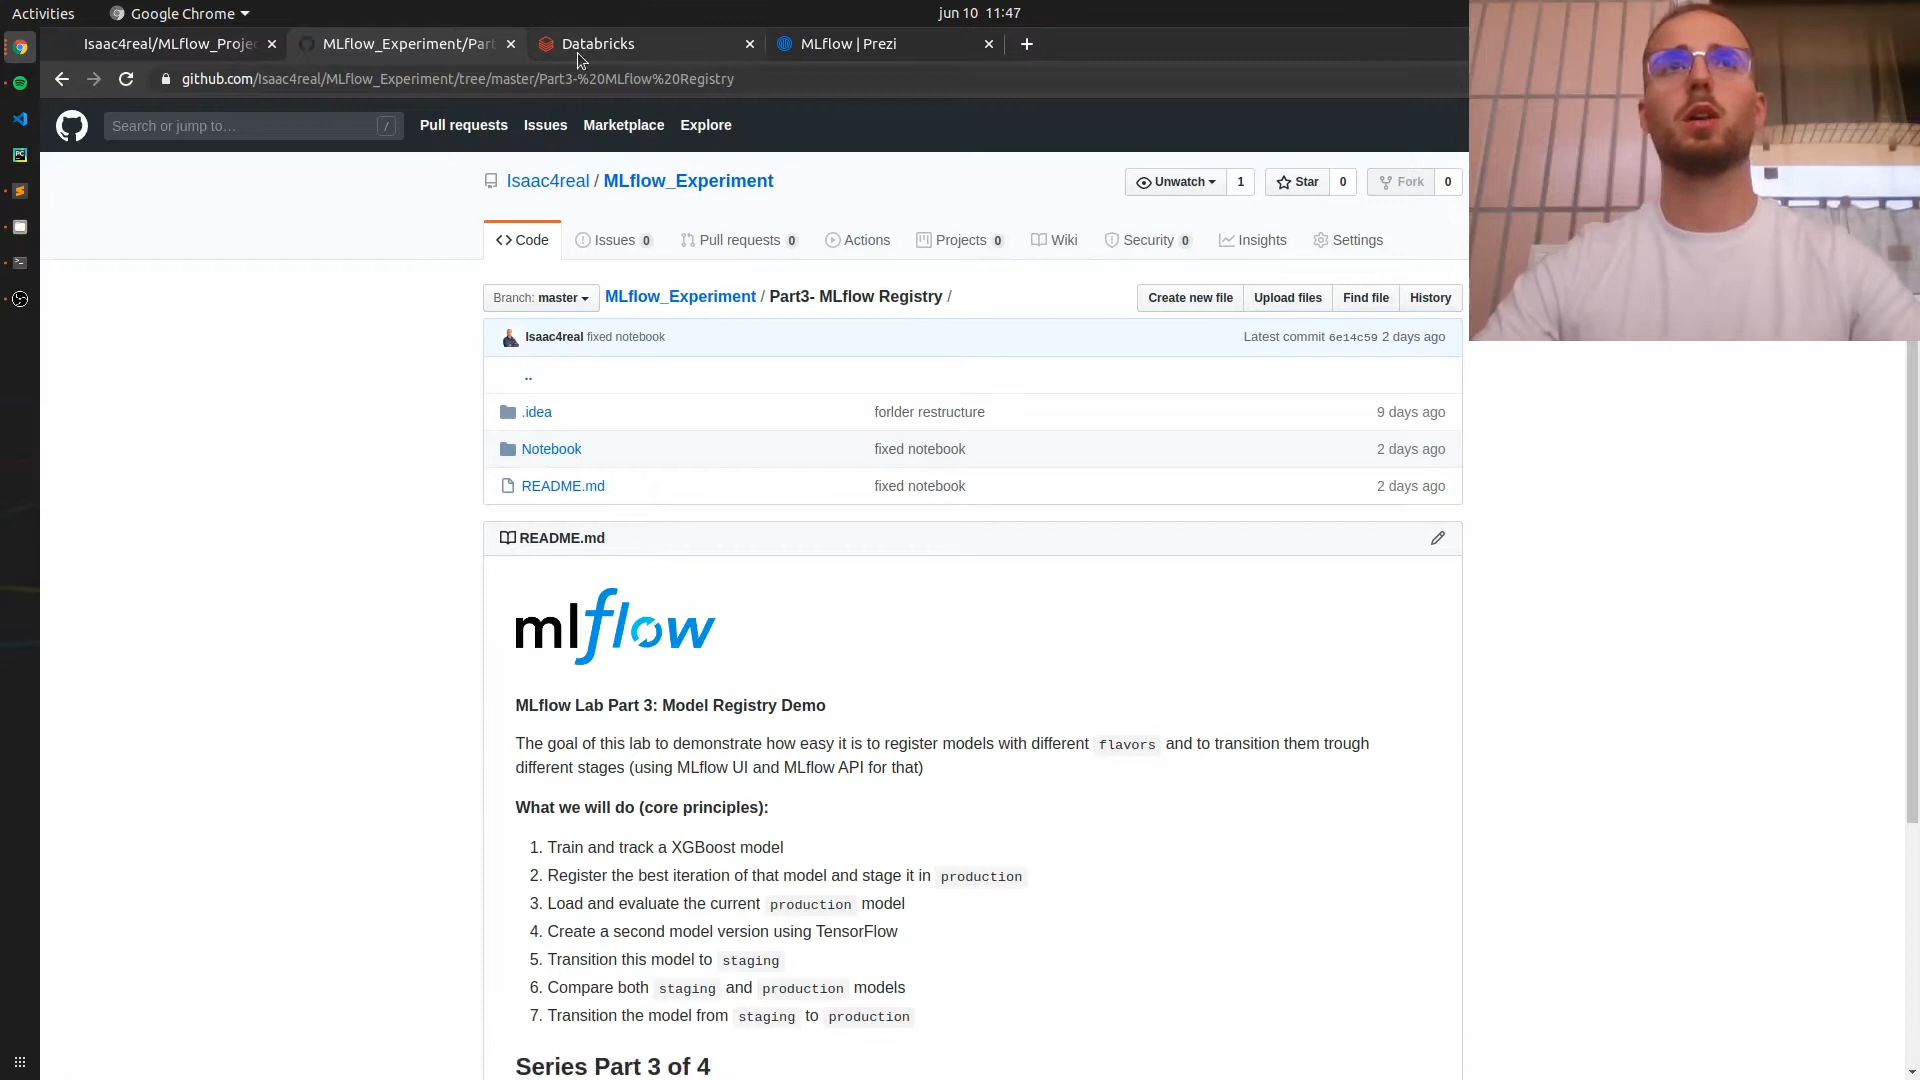 Activities
Google Chrome
jun 10 11:47
Isaac4real/MLflow_Proje
MLflow_Experiment/Part
Databricks
MLflow | Prezi
github.com/Isaac4real/MLflow_Experiment/tree/master/Part3-%20MLflow%20Registry
Search or jump to…
/
Pull requests
Issues
Marketplace
Explore
Isaac4real / MLflow_Experiment
Unwatch
1
Star
0
Fork
0
Code
Issues 0
Pull requests 0
Actions
Projects 0
Wiki
Security 0
Insights
Settings
Branch: master
MLflow_Experiment / Part3- MLflow Registry /
Create new file
Upload files
Find file
History
Isaac4real fixed notebook
Latest commit 6e14c59 2 days ago
..
.idea
forlder restructure
9 days ago
Notebook
fixed notebook
2 days ago
README.md
fixed notebook
2 days ago
README.md
mlflow
MLflow Lab Part 3: Model Registry Demo
The goal of this lab to demonstrate how easy it is to register models with different flavors and to transition them trough
different stages (using MLflow UI and MLflow API for that)
What we will do (core principles):
1. Train and track a XGBoost model
2. Register the best iteration of that model and stage it in production
3. Load and evaluate the current production model
4. Create a second model version using TensorFlow
5. Transition this model to staging
6. Compare both staging and production models
7. Transition the model from staging to production
Series Part 3 of 4